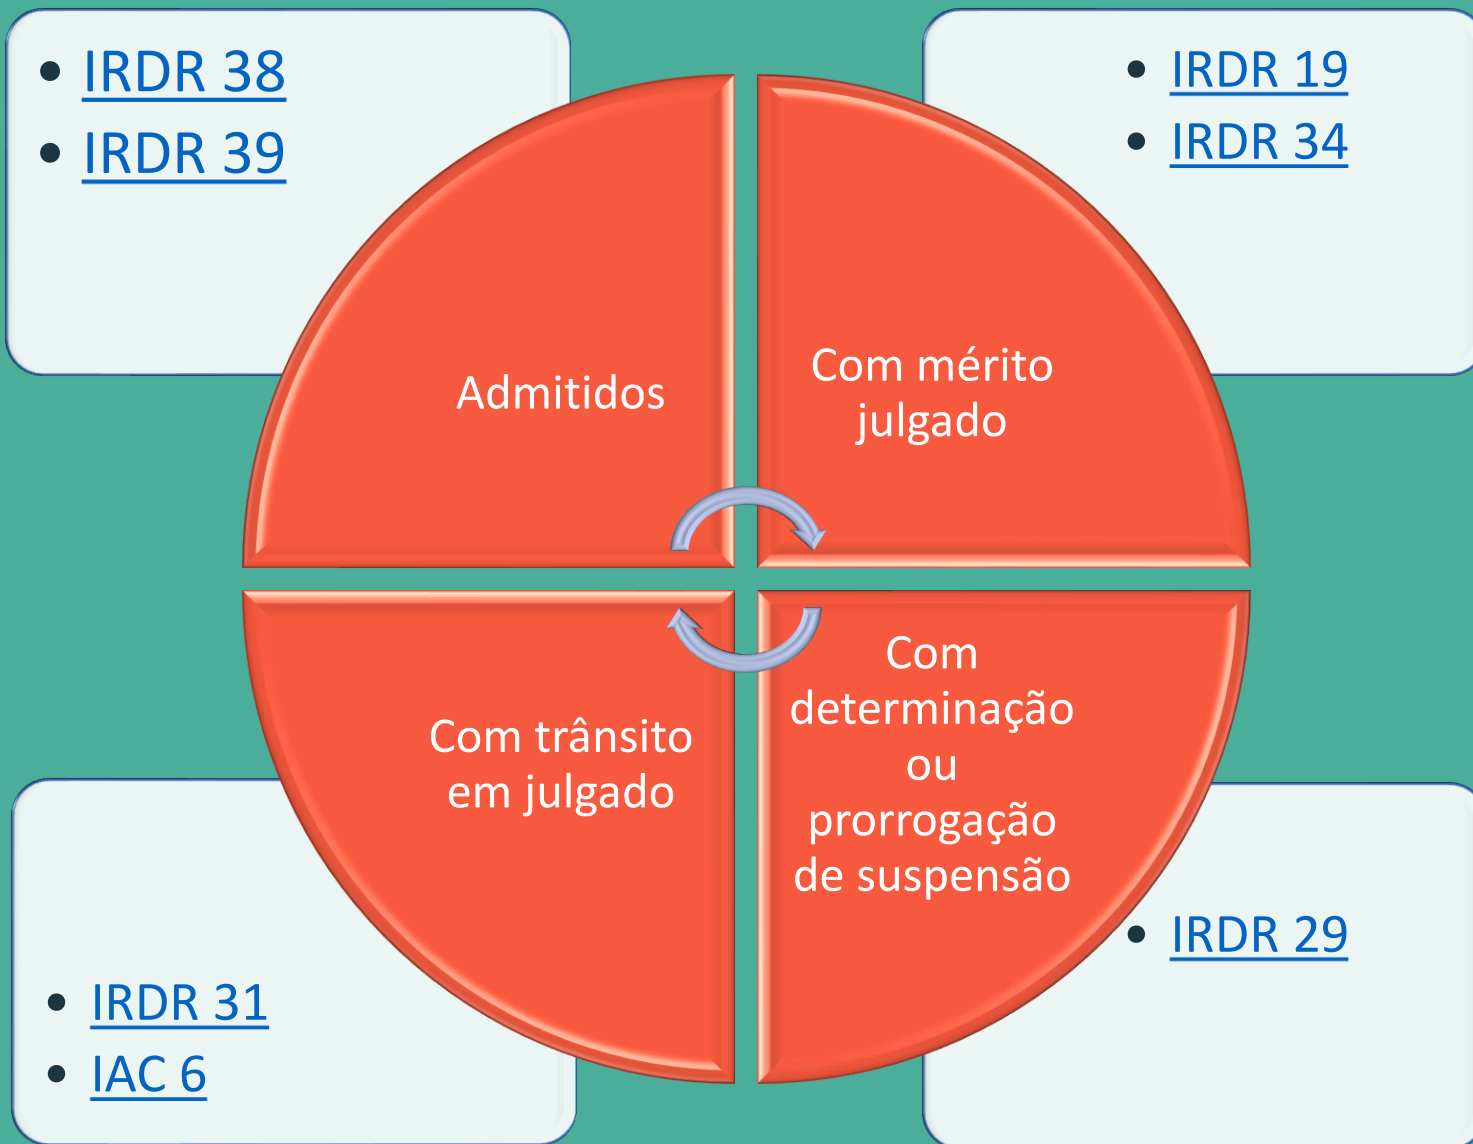 • IRDR 38
• IRDR 39
Admitidos
• IRDR 19
• IRDR 34
Com mérito
julgado
Com trânsito
em julgado
• IRDR 31
• IAC 6
Com
determinação
ou
prorrogação
de suspensão
• IRDR 29